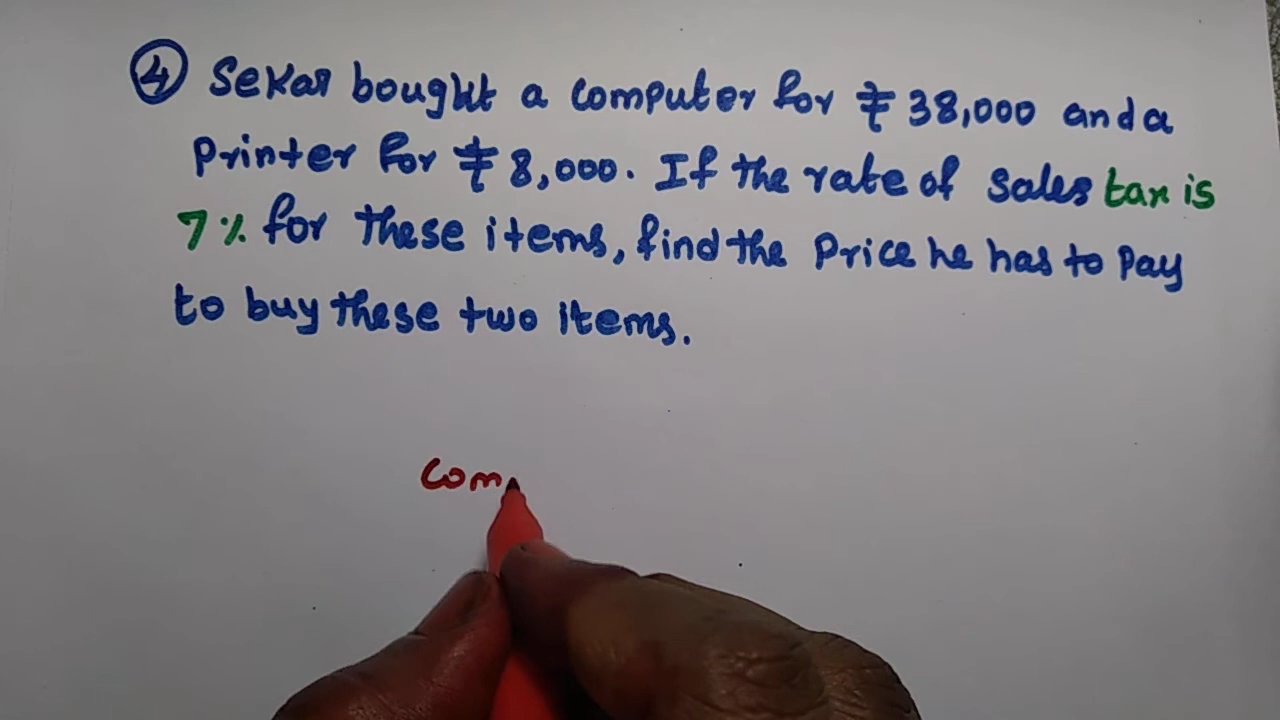 ④ Sekar bought a computer for ₹ 38,000 and a
Printer for ₹ 8,000. If the rate of sales tax is
7% for these items, find the Price he has to Pay
to buy these two items.
Com